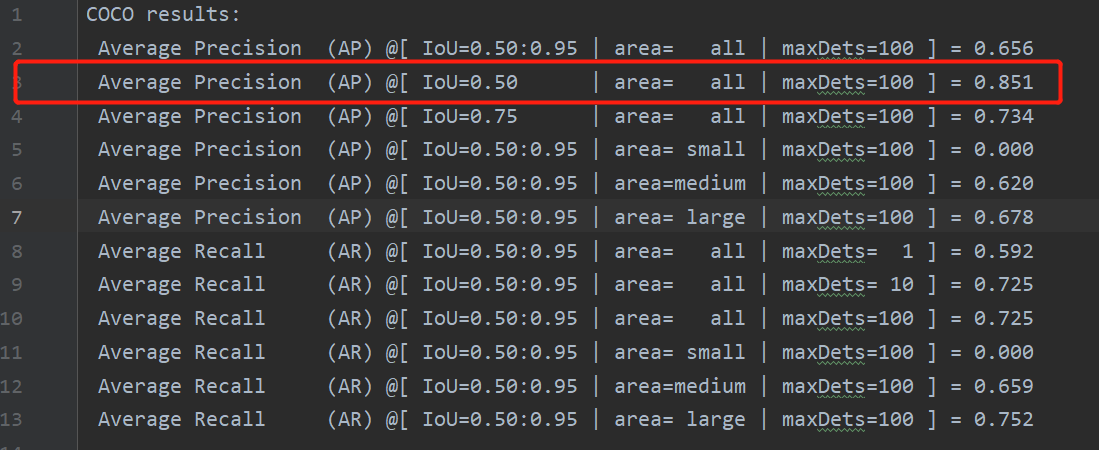 1 COCO results:
2 Average Precision (AP) @[ IoU=0.50:0.95 | area= all | maxDets=100 ] = 0.656
3 Average Precision (AP) @[ IoU=0.50 | area= all | maxDets=100 ] = 0.851
4 Average Precision (AP) @[ IoU=0.75 | area= all | maxDets=100 ] = 0.734
5 Average Precision (AP) @[ IoU=0.50:0.95 | area= small | maxDets=100 ] = 0.000
6 Average Precision (AP) @[ IoU=0.50:0.95 | area=medium | maxDets=100 ] = 0.620
7 Average Precision (AP) @[ IoU=0.50:0.95 | area= large | maxDets=100 ] = 0.678
8 Average Recall (AR) @[ IoU=0.50:0.95 | area= all | maxDets= 1 ] = 0.592
9 Average Recall (AR) @[ IoU=0.50:0.95 | area= all | maxDets= 10 ] = 0.725
10 Average Recall (AR) @[ IoU=0.50:0.95 | area= all | maxDets=100 ] = 0.725
11 Average Recall (AR) @[ IoU=0.50:0.95 | area= small | maxDets=100 ] = 0.000
12 Average Recall (AR) @[ IoU=0.50:0.95 | area=medium | maxDets=100 ] = 0.659
13 Average Recall (AR) @[ IoU=0.50:0.95 | area= large | maxDets=100 ] = 0.752